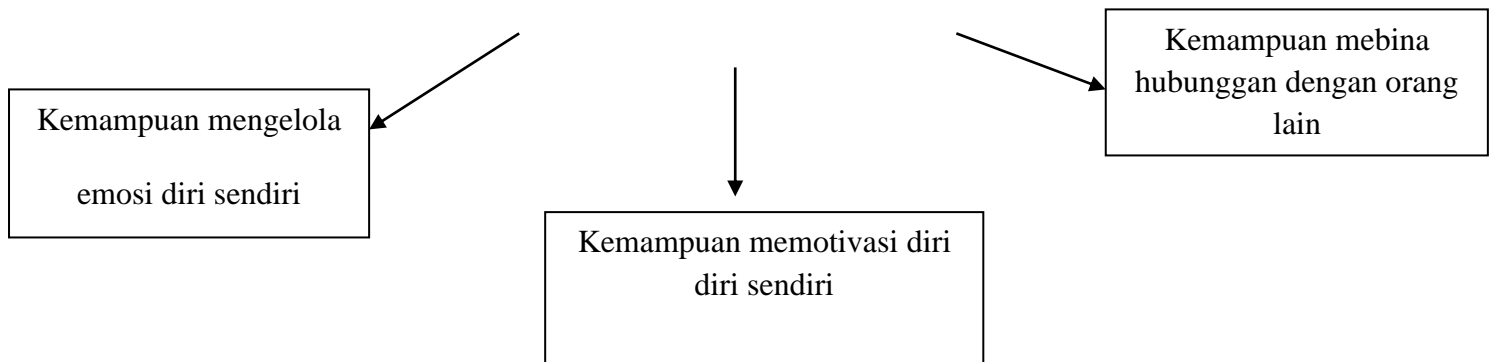 Kemampuan mebina
hubunggan dengan orang
lain
Kemampuan mengelola
emosi diri sendiri
Kemampuan memotivasi diri
diri sendiri